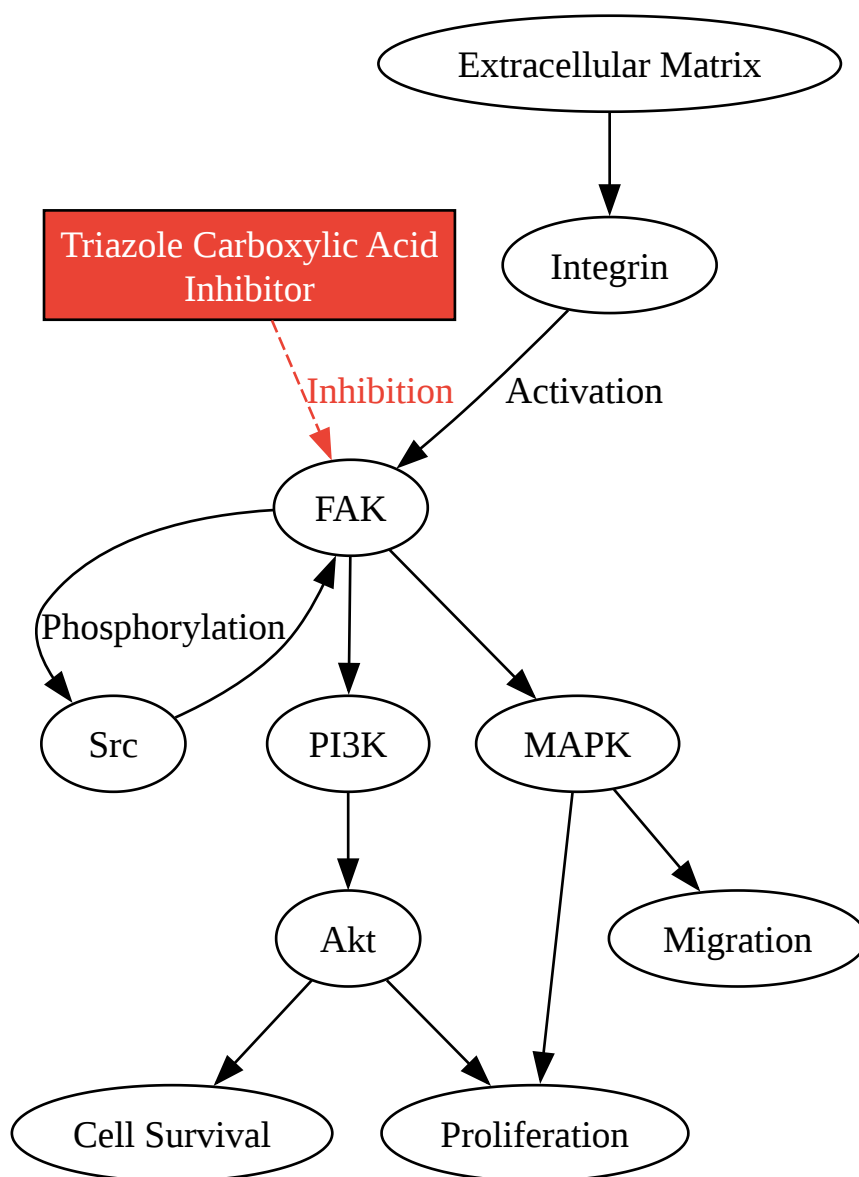 Extracellular Matrix
Triazole Carboxylic Acid
Inhibitor
Integrin
Inhibition
Activation
FAK
Phosphorylation
Src
PI3K
MAPK
Akt
Migration
Cell Survival
Proliferation